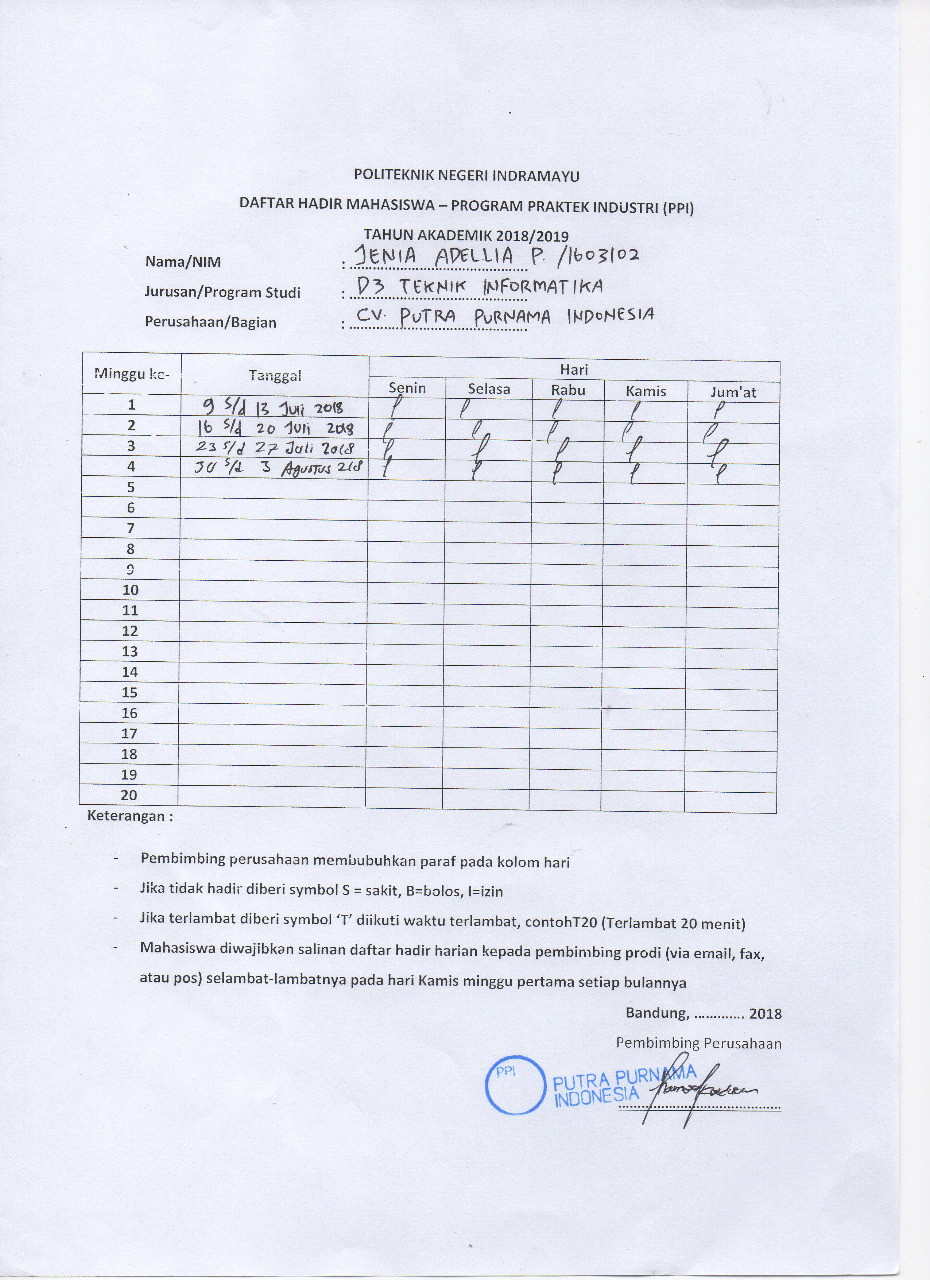 POLITEKNIK NEGERI INDRAMAYU
DAFTAR HADIR MAHASISWA – PROGRAM PRAKTEK INDUSTRI (PPI)
TAHUN AKADEMIK 2018/2019
Nama/NIM : JENIA ADELLIA P. /1603102
Jurusan/Program Studi : D3 TEKNIK INFORMATIKA
Perusahaan/Bagian : CV. PUTRA PURNAMA INDONESIA
Minggu ke- Tanggal Hari
Senin Selasa Rabu Kamis Jum'at
1 9 s/d 13 Juli 2018
2 16 s/d 20 Juli 2018
3 23 s/d 27 Juli 2018
4 30 s/d 3 Agustus 2018
5
6
7
8
9
10
11
12
13
14
15
16
17
18
19
20
Keterangan :
- Pembimbing perusahaan membubuhkan paraf pada kolom hari
- Jika tidak hadir diberi symbol S = sakit, B=bolos, I=izin
- Jika terlambat diberi symbol ‘T’ diikuti waktu terlambat, contohT20 (Terlambat 20 menit)
- Mahasiswa diwajibkan salinan daftar hadir harian kepada pembimbing prodi (via email, fax,
atau pos) selambat-lambatnya pada hari Kamis minggu pertama setiap bulannya
Bandung, ............. 2018
Pembimbing Perusahaan
PPI
PUTRA PURNAMA
INDONESIA